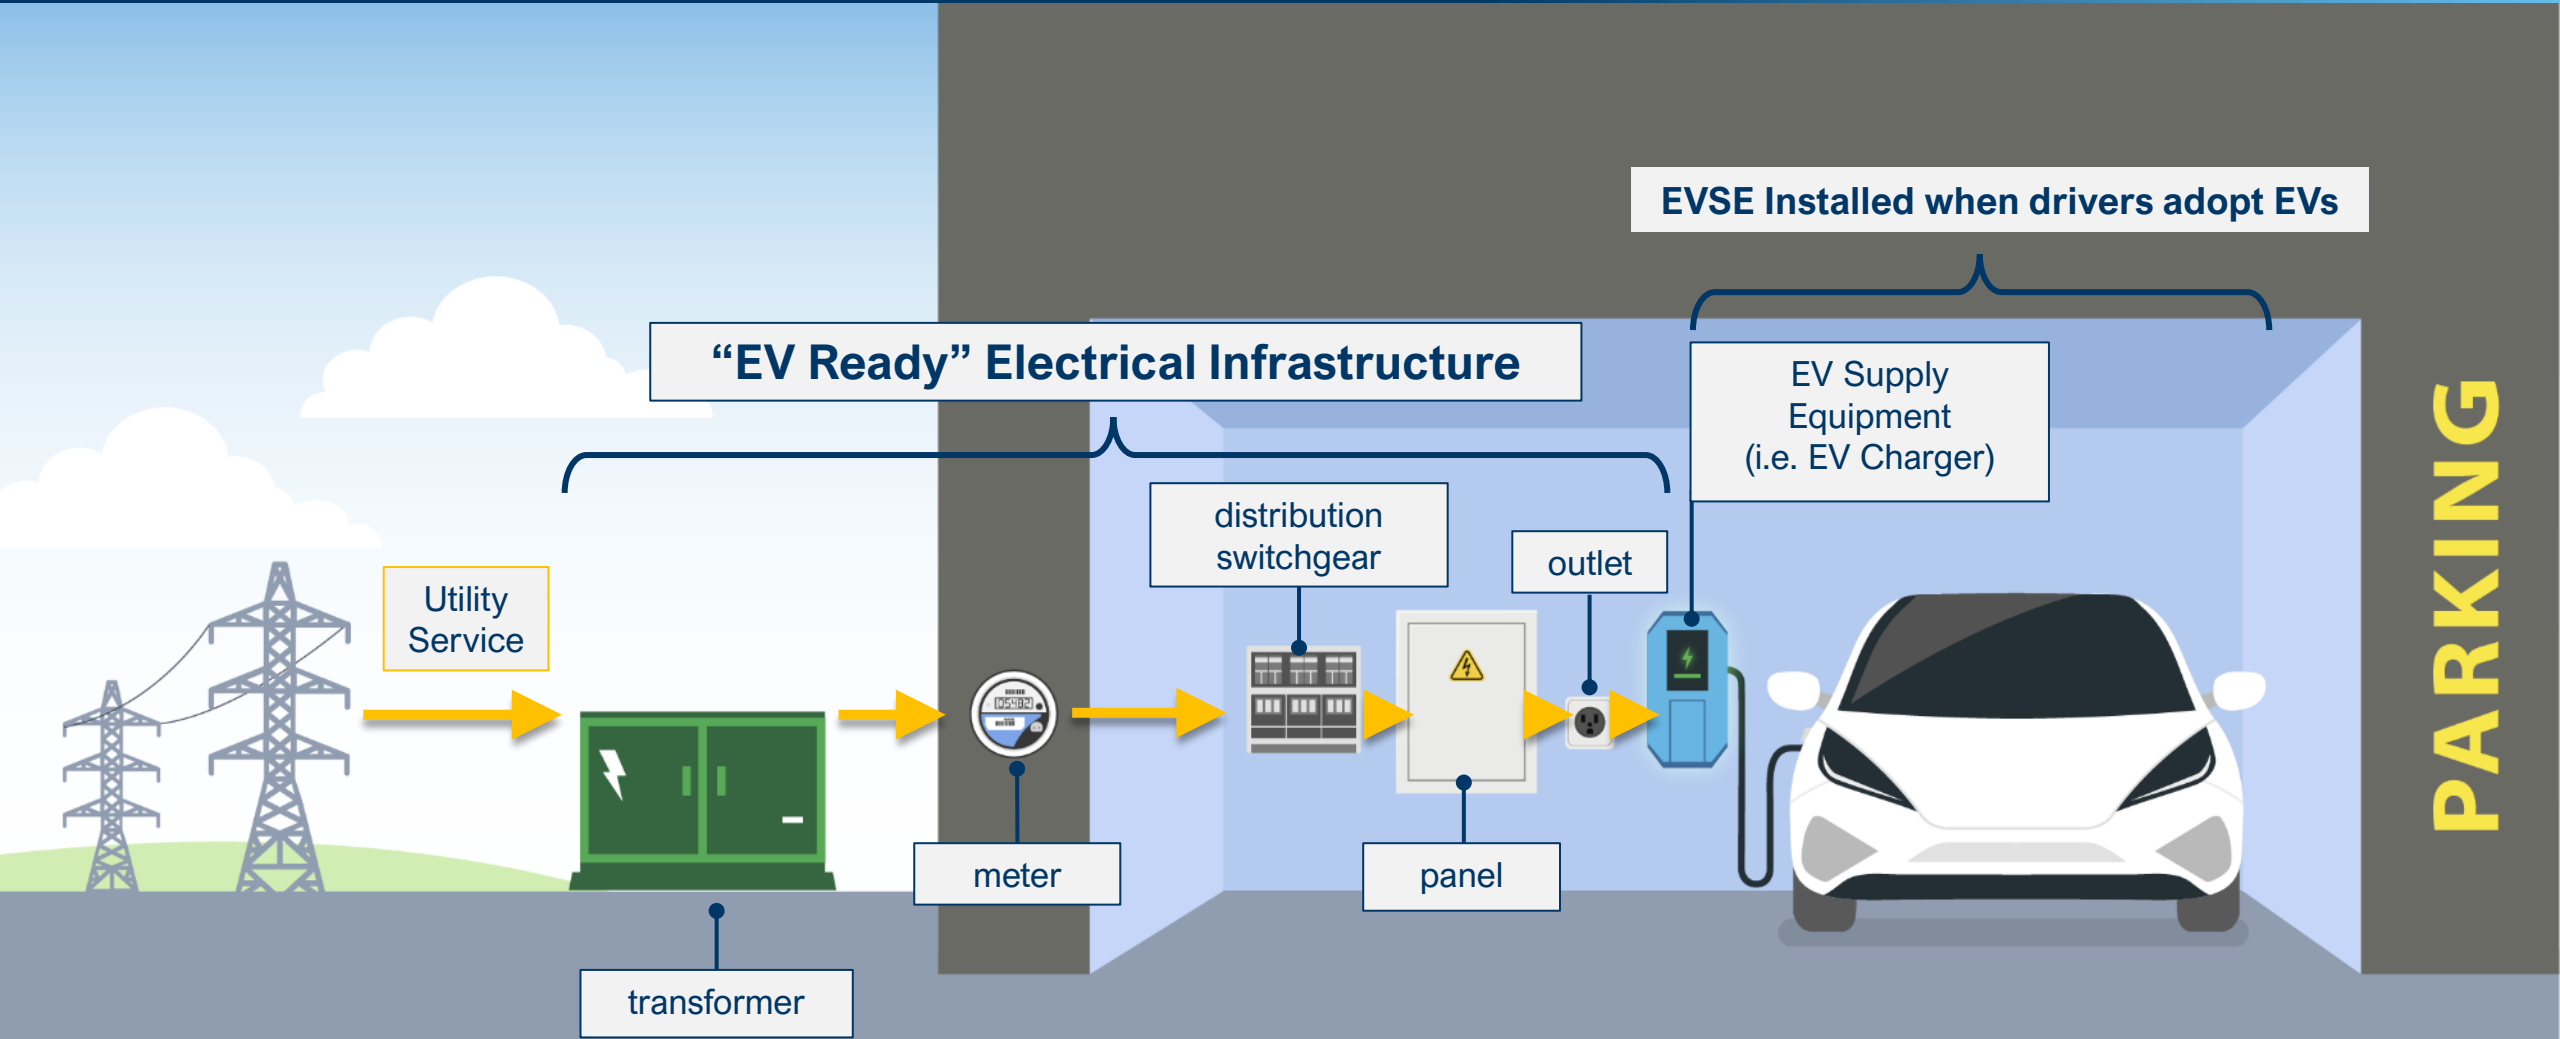 EVSE Installed when drivers adopt EVs
“EV Ready” Electrical Infrastructure
EV Supply
Equipment
(i.e. EV Charger)
distribution
switchgear
outlet
Utility
Service
meter
panel
transformer
PARKING